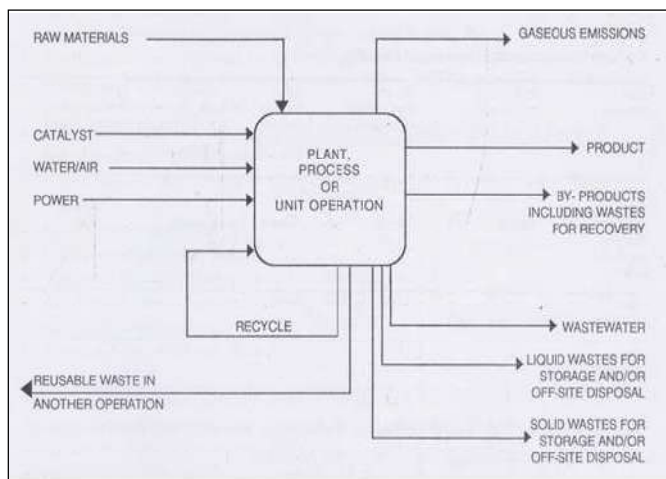 RAW MATERIALS
GASEOUS EMISSIONS
CATALYST
WATER/AIR
POWER
PLANT,
PROCESS
OR
UNIT OPERATION
PRODUCT
BY- PRODUCTS
INCLUDING WASTES
FOR RECOVERY
RECYCLE
WASTEWATER
REUSABLE WASTE IN
ANOTHER OPERATION
LIQUID WASTES FOR
STORAGE AND/OR
OFF-SITE DISPOSAL
SOLID WASTES FOR
STORAGE AND/OR
OFF-SITE DISPOSAL